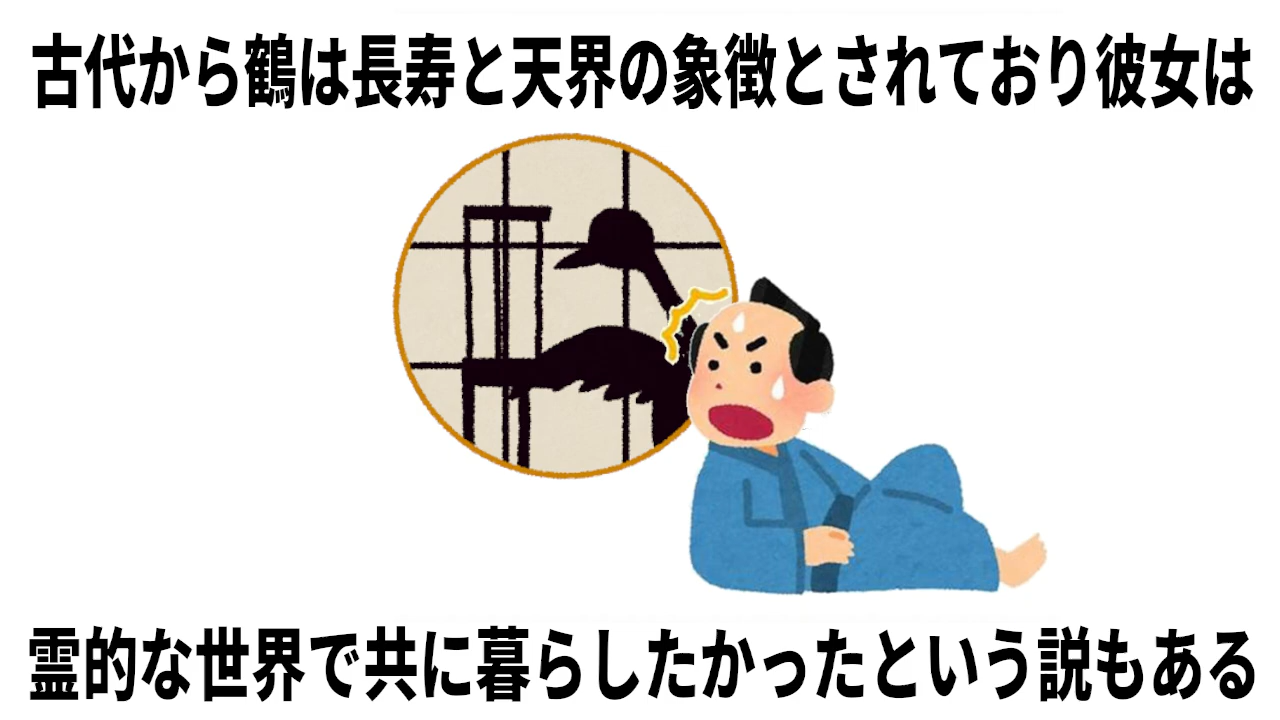 古代から鶴は長寿と天界の象徴とされており彼女は
霊的な世界で共に暮らしたかったという説もある